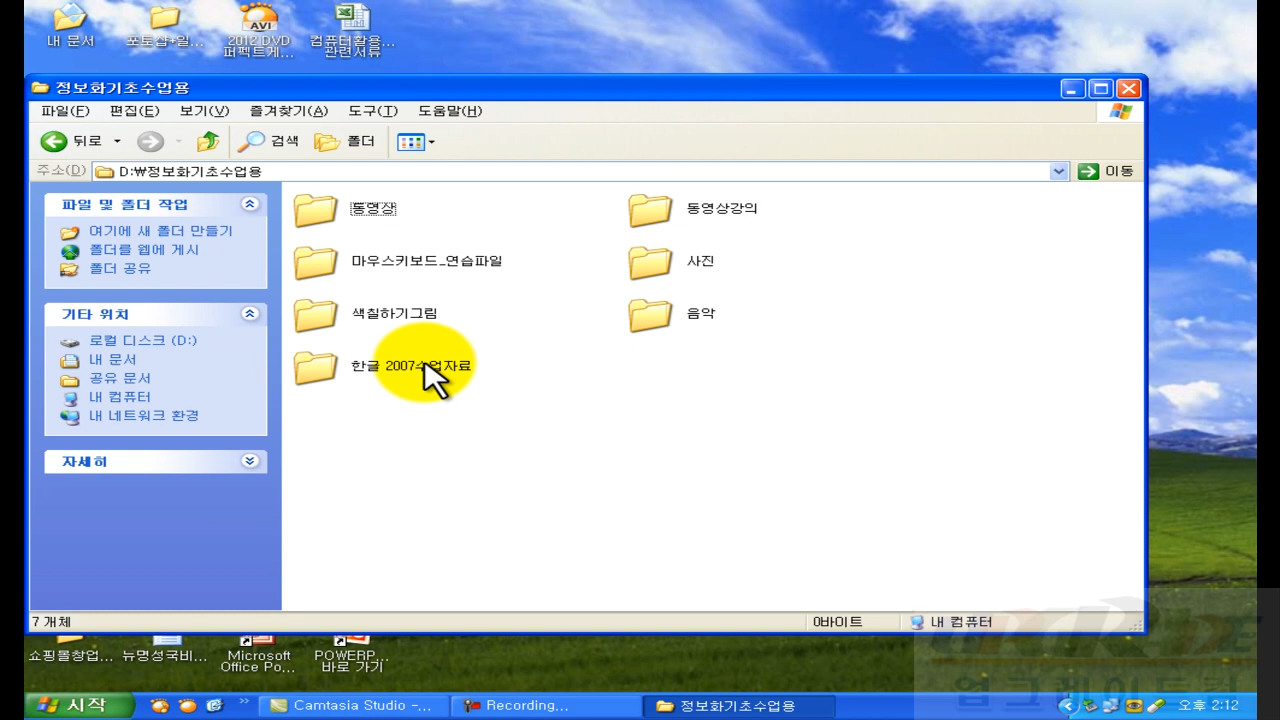 내 문서
포토샵+일...
2012 DVD
퍼펙트게...
AVI
컴퓨터활용...
관련서류
정보화기초수업용
파일(F) 편집(E) 보기(V) 즐겨찾기(A) 도구(T) 도움말(H)
뒤로 검색 폴더
주소(D) D:₩정보화기초수업용 이동
파일 및 폴더 작업
여기에 새 폴더 만들기
폴더를 웹에 게시
폴더 공유
기타 위치
로컬 디스크 (D:)
내 문서
공유 문서
내 컴퓨터
내 네트워크 환경
자세히
동영상 동영상강의
마우스키보드_연습파일 사진
색칠하기그림 음악
한글 2007수업자료
7 개체 0바이트 내 컴퓨터
쇼핑몰창업...
뉴명성국비...
Microsoft
Office Po...
POWERP...
바로 가기
시작 Camtasia Studio -... Recording... 정보화기초수업용 오후 2:12
업그레이드림